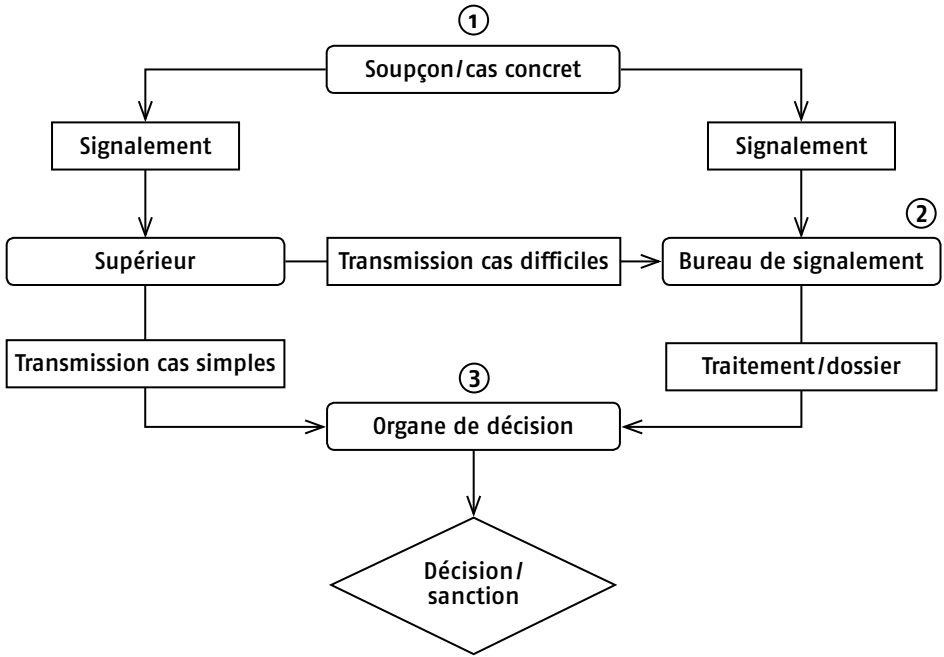 ①
Soupçon/cas concret
Signalement
Signalement
②
Supérieur
Transmission cas difficiles
Bureau de signalement
Transmission cas simples
Traitement/dossier
③
Organe de décision
Décision/
sanction